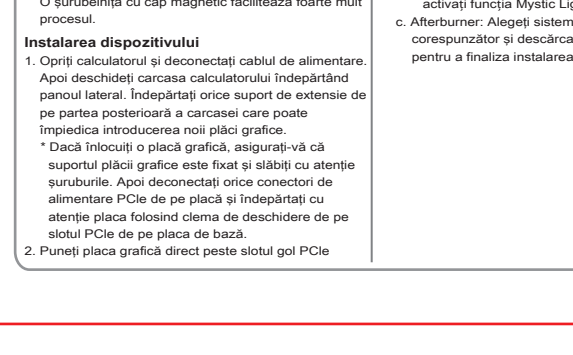 O șurubelniță cu cap magnetic facilitează foarte mult
procesul.
Instalarea dispozitivului
1. Opriți calculatorul și deconectați cablul de alimentare.
Apoi deschideți carcasa calculatorului îndepărtând
panoul lateral. Îndepărtați orice suport de extensie de
pe partea posterioară a carcasei care poate
împiedica introducerea noii plăci grafice.
* Dacă înlocuiți o placă grafică, asigurați-vă că
suportul plăcii grafice este fixat și slăbiți cu atenție
șuruburile. Apoi deconectați orice conectori de
alimentare PCIe de pe placă și îndepărtați cu
atenție placa folosind clema de deschidere de pe
slotul PCIe de pe placa de bază.
2. Puneți placa grafică direct peste slotul gol PCIe
activați funcția Mystic
c. Afterburner: Alegeți
corespunzător și
pentru a finaliza instalarea